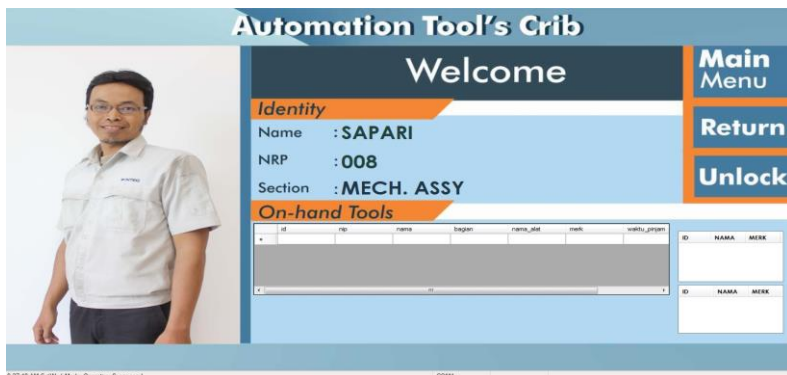 Automation Tool's Crib
Welcome
Main
Menu
Identity
Name : SAPARI
Return
NRP : 008
Section : MECH. ASSY
Unlock
On-hand Tools
id nip nama bagian nama_alat merk waktu_pinjam
ID NAMA MERK
ID NAMA MERK